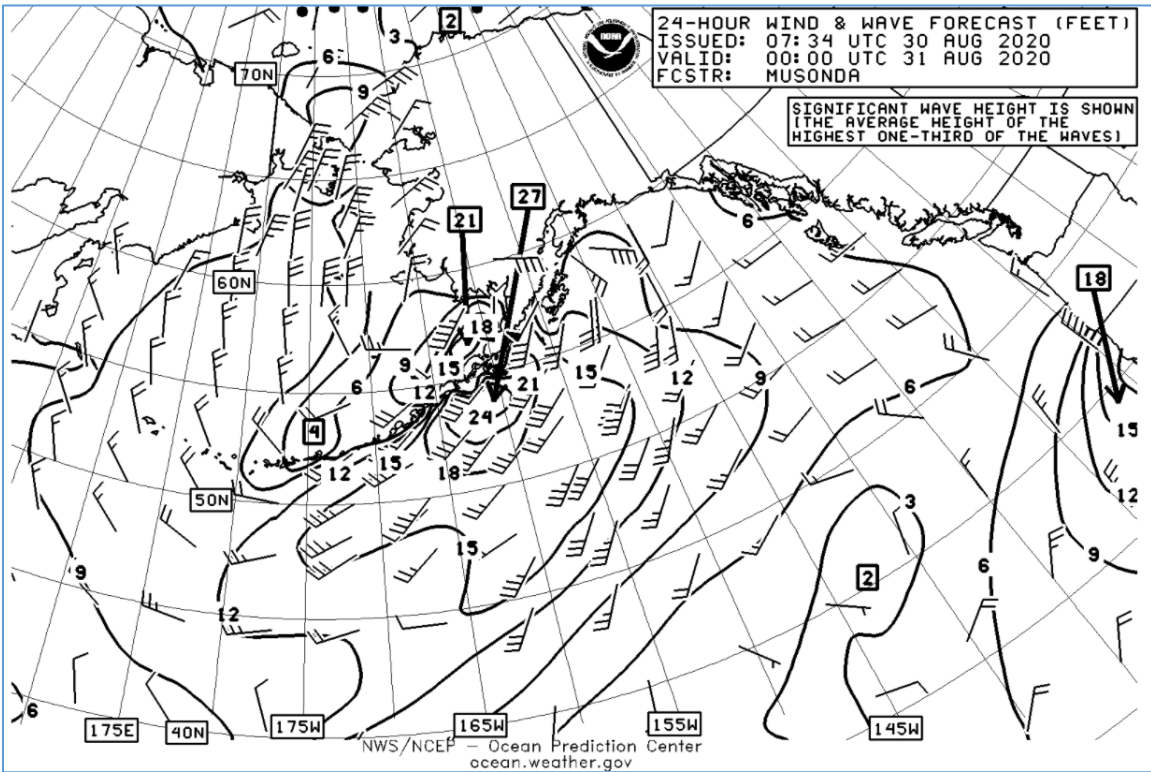 24-HOUR WIND & WAVE FORECAST (FEET)
ISSUED: 07:34 UTC 30 AUG 2020
VALID: 00:00 UTC 31 AUG 2020
FCSTR: MUSONDA
SIGNIFICANT WAVE HEIGHT IS SHOWN
(THE AVERAGE HEIGHT OF THE
HIGHEST ONE-THIRD OF THE WAVES)
NOAA
2
3
6
70N
9
27
21
6
60N
18
18
9
15
21
15
12
9
6
12
6
24
4
15
12
15
18
12
50N
3
15
9
9
6
2
12
6
175E
40N
175W
165W
155W
145W
NWS/NCEP – Ocean Prediction Center
ocean.weather.gov